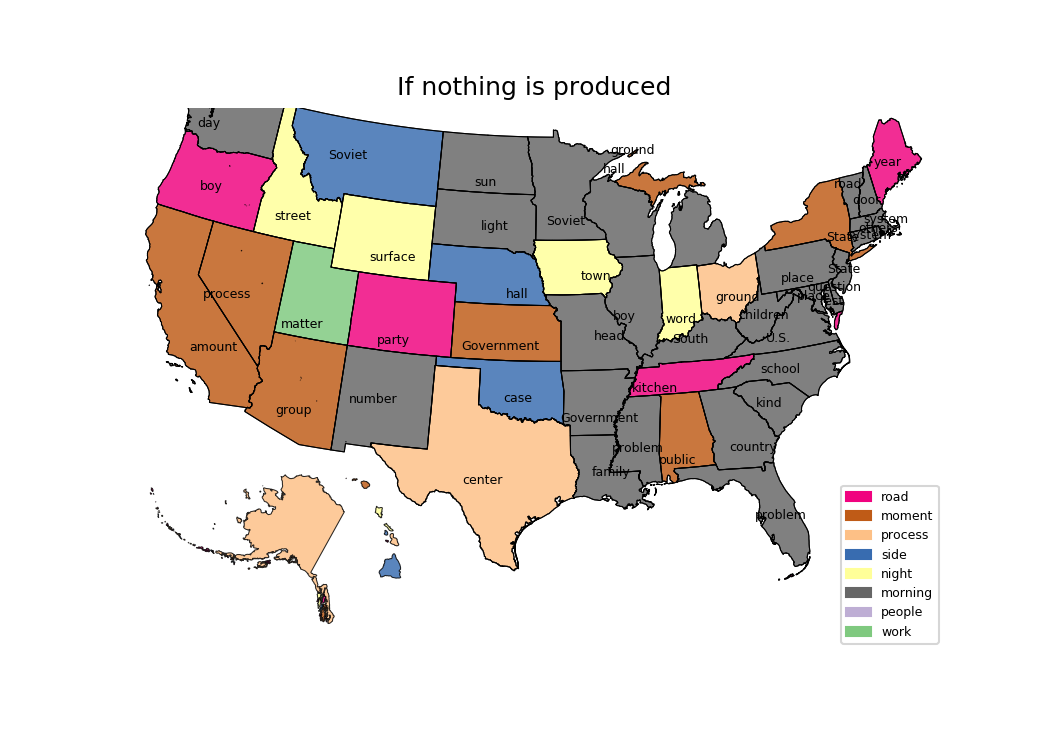 If nothing is produced
day
ground
Soviet
hall
year
sun
road
boy
door
street
light
Soviet
system
others
State
system
surface
State
town
place
process
hall
ground
question
place
test
boy
word
children
matter
party
Government
head
South
U.S.
amount
school
kitchen
number
case
kind
group
Government
problem
country
public
family
center
problem
road
moment
process
side
night
morning
people
work